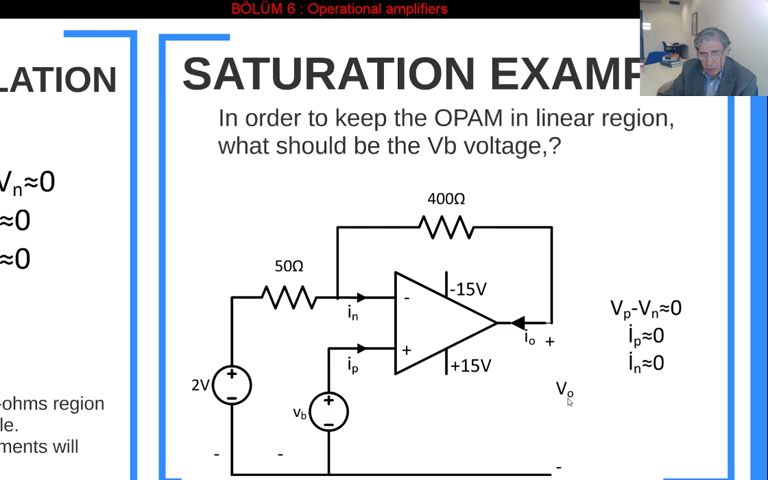 BÖLÜM 6 : Operational amplifiers
LATION
Vn≈0
≈0
≈0
-ohms region
le.
ments will
SATURATION EXAMP
In order to keep the OPAM in linear region,
what should be the Vb voltage,?
400Ω
50Ω
-
-15V
in
+
ip
+15V
io
+
2V
+
-
vb
+
-
Vo
-
-
-
Vp-Vn≈0
ip≈0
in≈0